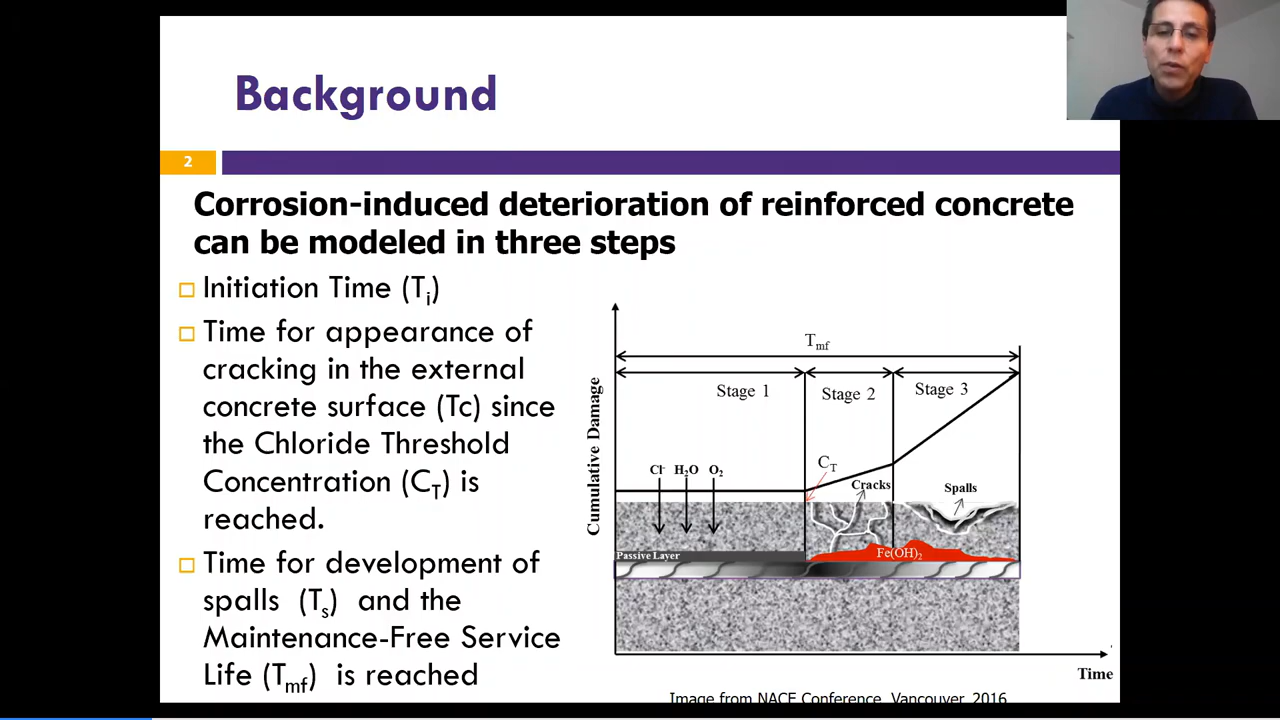 Background
2
Corrosion-induced deterioration of reinforced concrete
can be modeled in three steps
Initiation Time (Ti)
Time for appearance of
cracking in the external
concrete surface (Tc) since
the Chloride Threshold
Concentration (CT) is
reached.
Time for development of
spalls (Ts) and the
Maintenance-Free Service
Life (Tmf) is reached
Tmf
Stage 1
Stage 2
Stage 3
Cumulative Damage
Cl- H2O O2
CT
Cracks
Spalls
Passive Layer
Fe(OH)2
Time
Image from NACE Conference, Vancouver, 2016